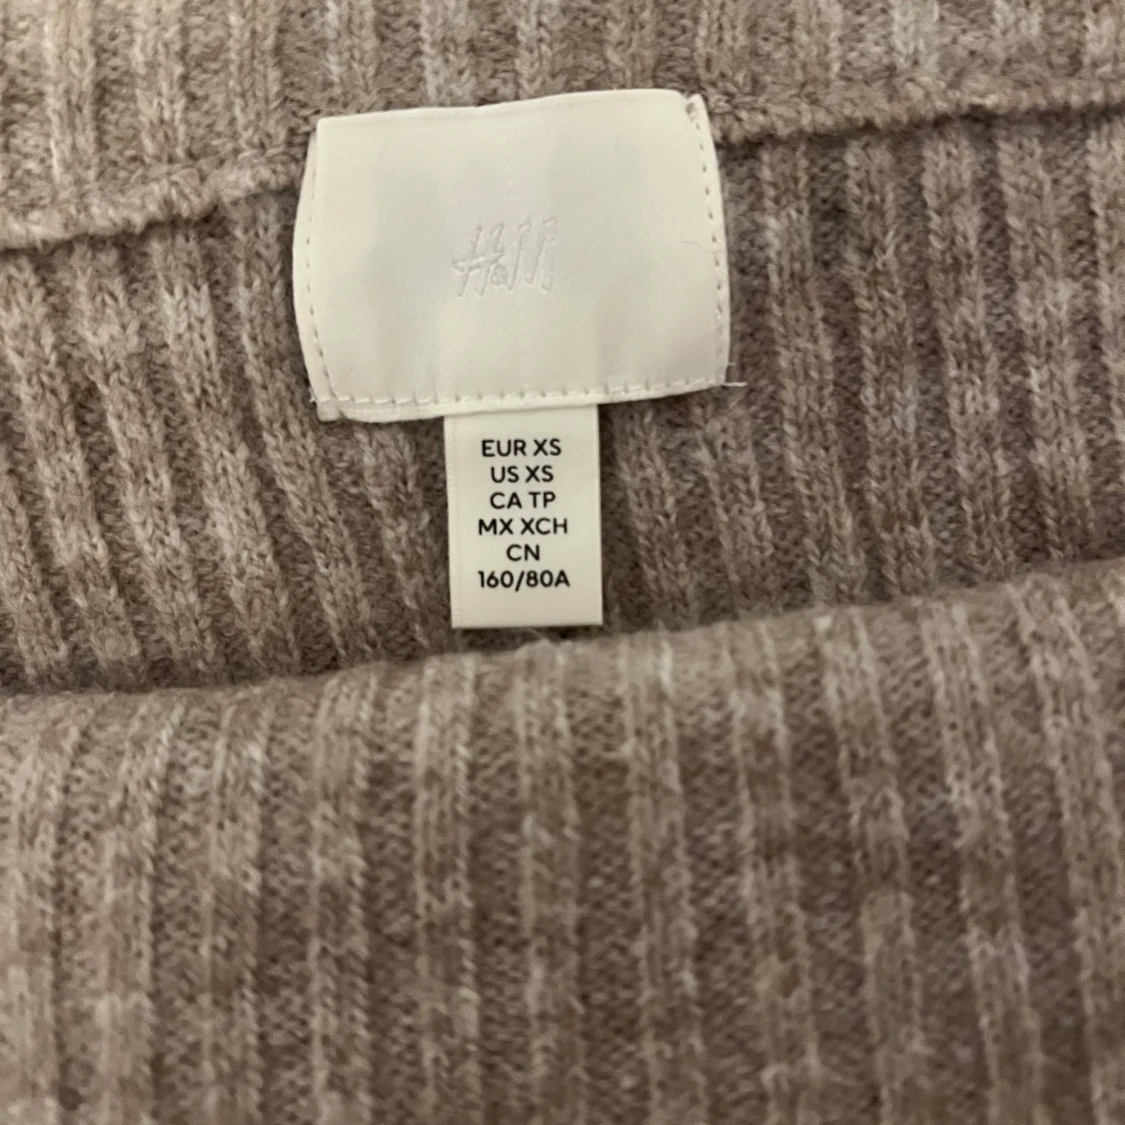 H&M
EUR XS
US XS
CA TP
MX XCH
CN
160/80A